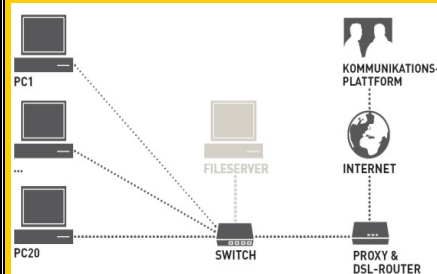 PC1
KOMMUNIKATIONS-
PLATTFORM
FILESERVER
INTERNET
...
PC20
SWITCH
PROXY &
DSL-ROUTER